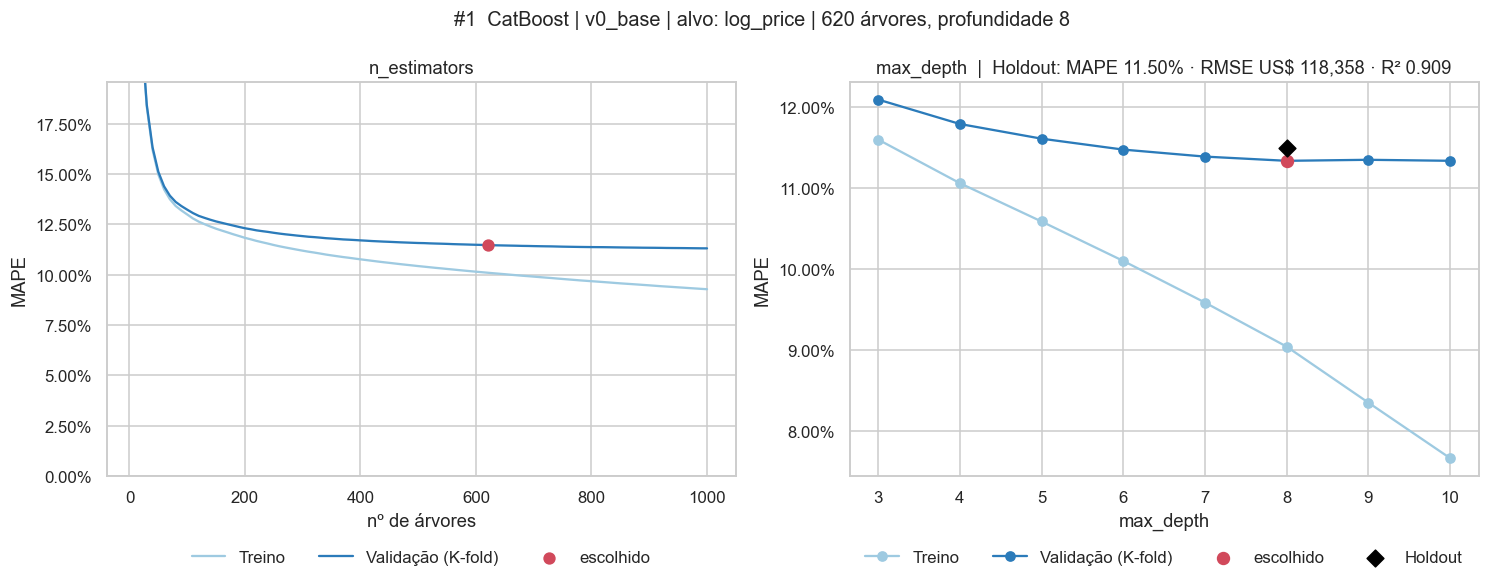 #1  CatBoost | v0_base | alvo: log_price | 620 árvores, profundidade 8
n_estimators
MAPE
17.50%
15.00%
12.50%
10.00%
7.50%
5.00%
2.50%
0.00%
0 200 400 600 800 1000
nº de árvores
Treino Validação (K-fold) escolhido
max_depth  |  Holdout: MAPE 11.50% · RMSE US$ 118,358 · R² 0.909
MAPE
12.00%
11.00%
10.00%
9.00%
8.00%
3 4 5 6 7 8 9 10
max_depth
Treino Validação (K-fold) escolhido Holdout